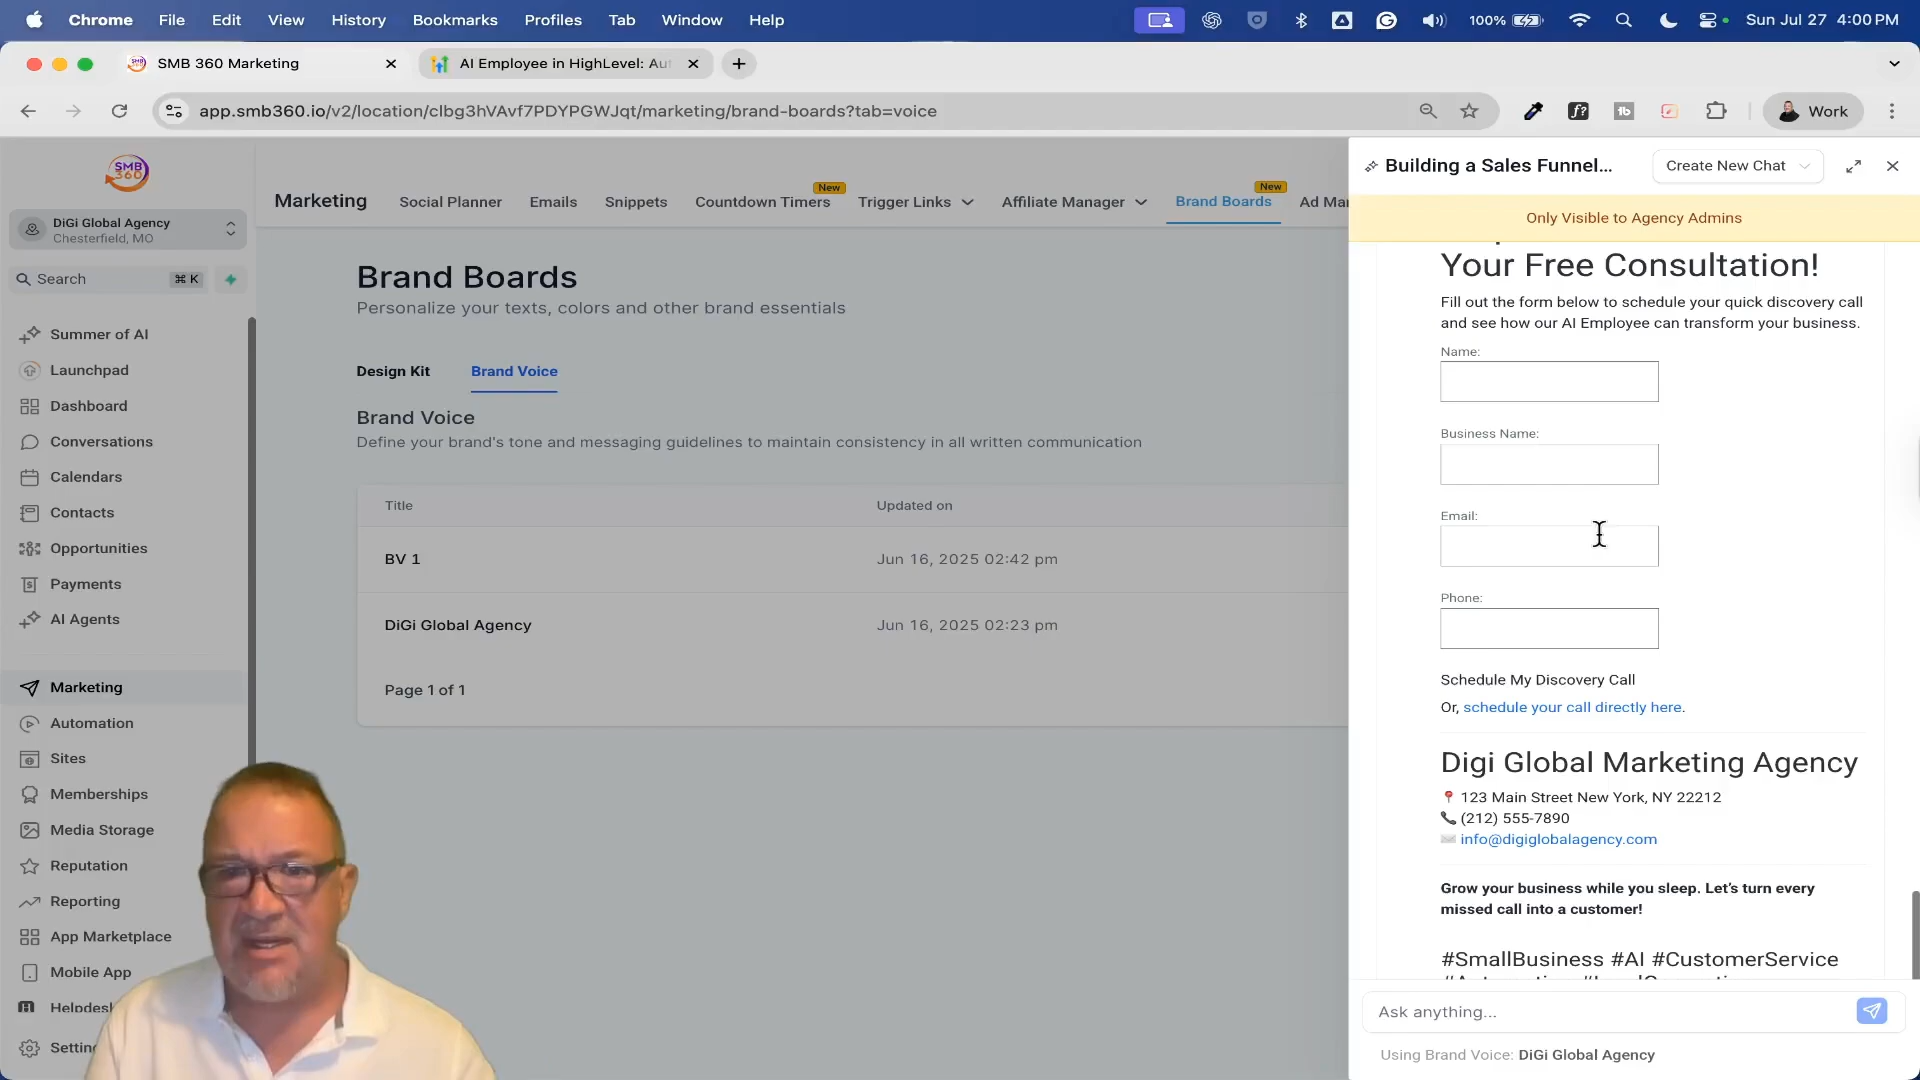 Chrome File Edit View History Bookmarks Profiles Tab Window Help 100% Sun Jul 27 4:00 PM
SMB 360 Marketing
AI Employee in HighLevel: Aut
app.smb360.io/v2/location/clbg3hVAvf7PDYPGWJqt/marketing/brand-boards?tab=voice
Work
SMB
360
DiGi Global Agency
Chesterfield, MO
Search ⌘ K
Summer of AI
Launchpad
Dashboard
Conversations
Calendars
Contacts
Opportunities
Payments
AI Agents
Marketing
Automation
Sites
Memberships
Media Storage
Reputation
Reporting
App Marketplace
Mobile App
Helpdesk
Settin
Marketing Social Planner Emails Snippets Countdown Timers New Trigger Links Affiliate Manager Brand Boards New Ad Ma
Brand Boards
Personalize your texts, colors and other brand essentials
Design Kit Brand Voice
Brand Voice
Define your brand's tone and messaging guidelines to maintain consistency in all written communication
Title Updated on
BV 1 Jun 16, 2025 02:42 pm
DiGi Global Agency Jun 16, 2025 02:23 pm
Page 1 of 1
Building a Sales Funnel... Create New Chat
Only Visible to Agency Admins
Your Free Consultation!
Fill out the form below to schedule your quick discovery call
and see how our AI Employee can transform your business.
Name:
Business Name:
Email:
Phone:
Schedule My Discovery Call
Or, schedule your call directly here.
Digi Global Marketing Agency
📍 123 Main Street New York, NY 22212
📞 (212) 555-7890
✉️ info@digiglobalagency.com
Grow your business while you sleep. Let's turn every
missed call into a customer!
#SmallBusiness #AI #CustomerService
Ask anything...
Using Brand Voice: DiGi Global Agency